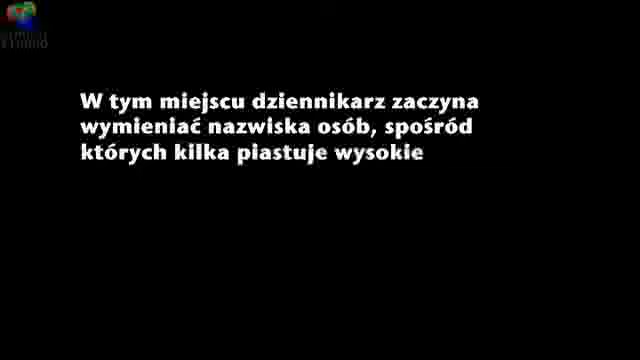 W tym miejscu dziennikarz zaczyna
wymieniać nazwiska osób, spośród
których kilka piastuje wysokie